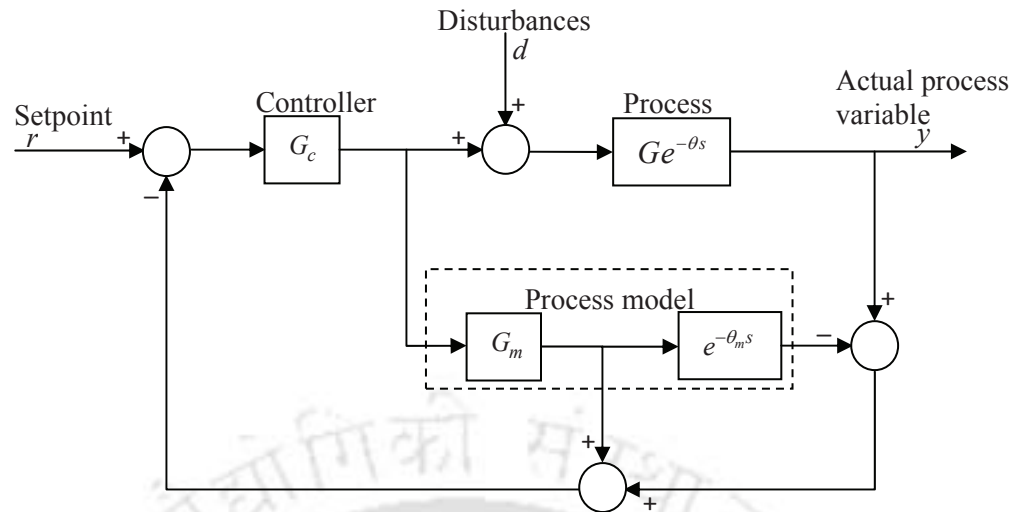 Disturbances
d
Setpoint
r
+
−
Controller
G_c
+
+
Process
Ge^{−θs}
Actual process
variable
y
Process model
G_m
e^{−θ_m s}
−
+
+
+